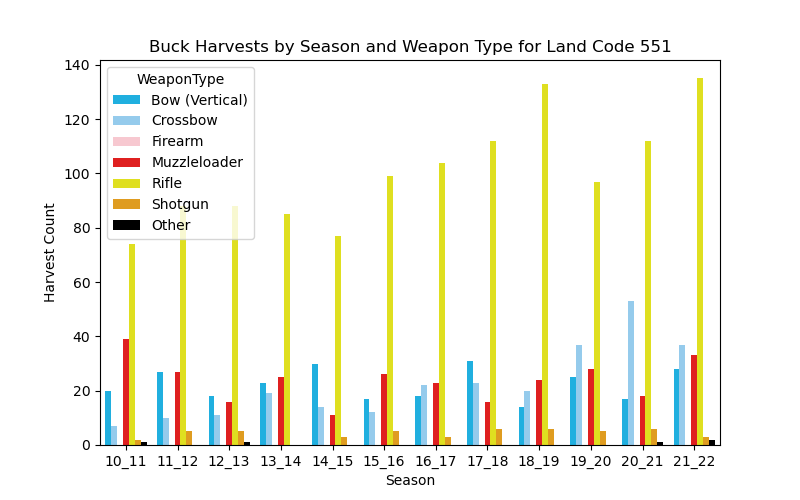 Buck Harvests by Season and Weapon Type for Land Code 551
140
120
100
80
60
40
20
0
Harvest Count
WeaponType
Bow (Vertical)
Crossbow
Firearm
Muzzleloader
Rifle
Shotgun
Other
10_11 11_12 12_13 13_14 14_15 15_16 16_17 17_18 18_19 19_20 20_21 21_22
Season